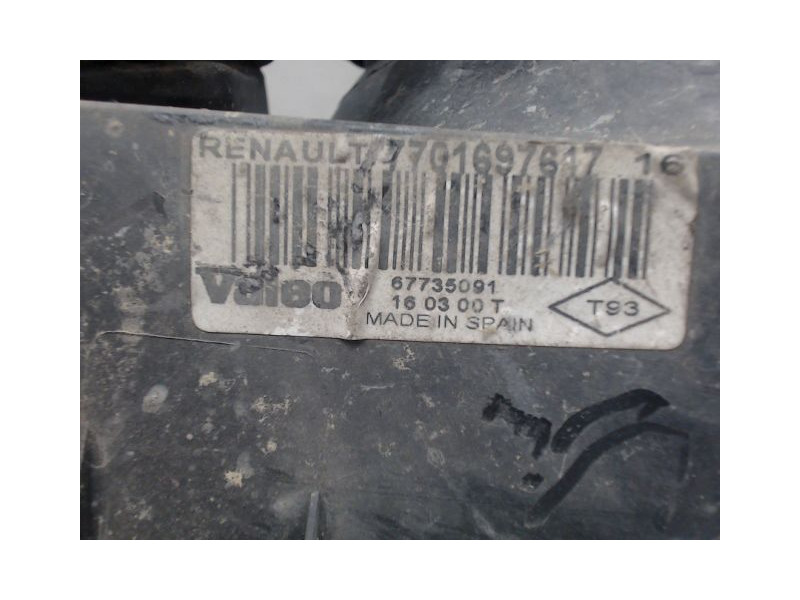 RENAULT 7701697617 16
Valeo
67735091
16 03 00 T
MADE IN SPAIN
T93